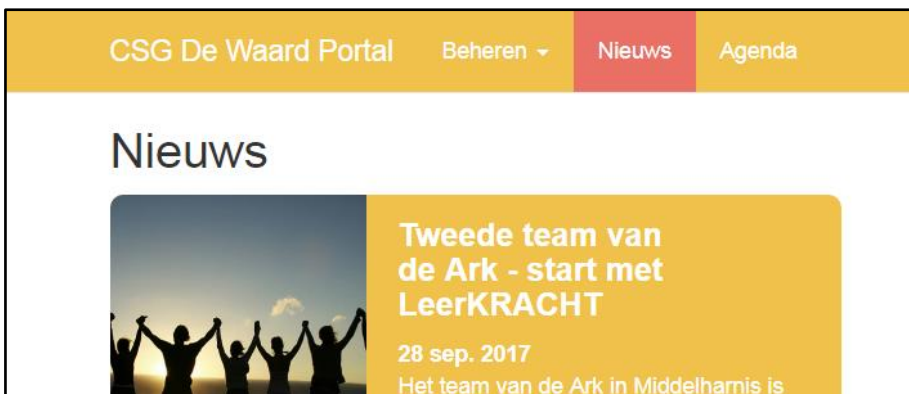 CSG De Waard Portal Beheren Nieuws Agenda
Nieuws
Tweede team van
de Ark - start met
LeerKRACHT
28 sep. 2017
Het team van de Ark in Middelharnis is